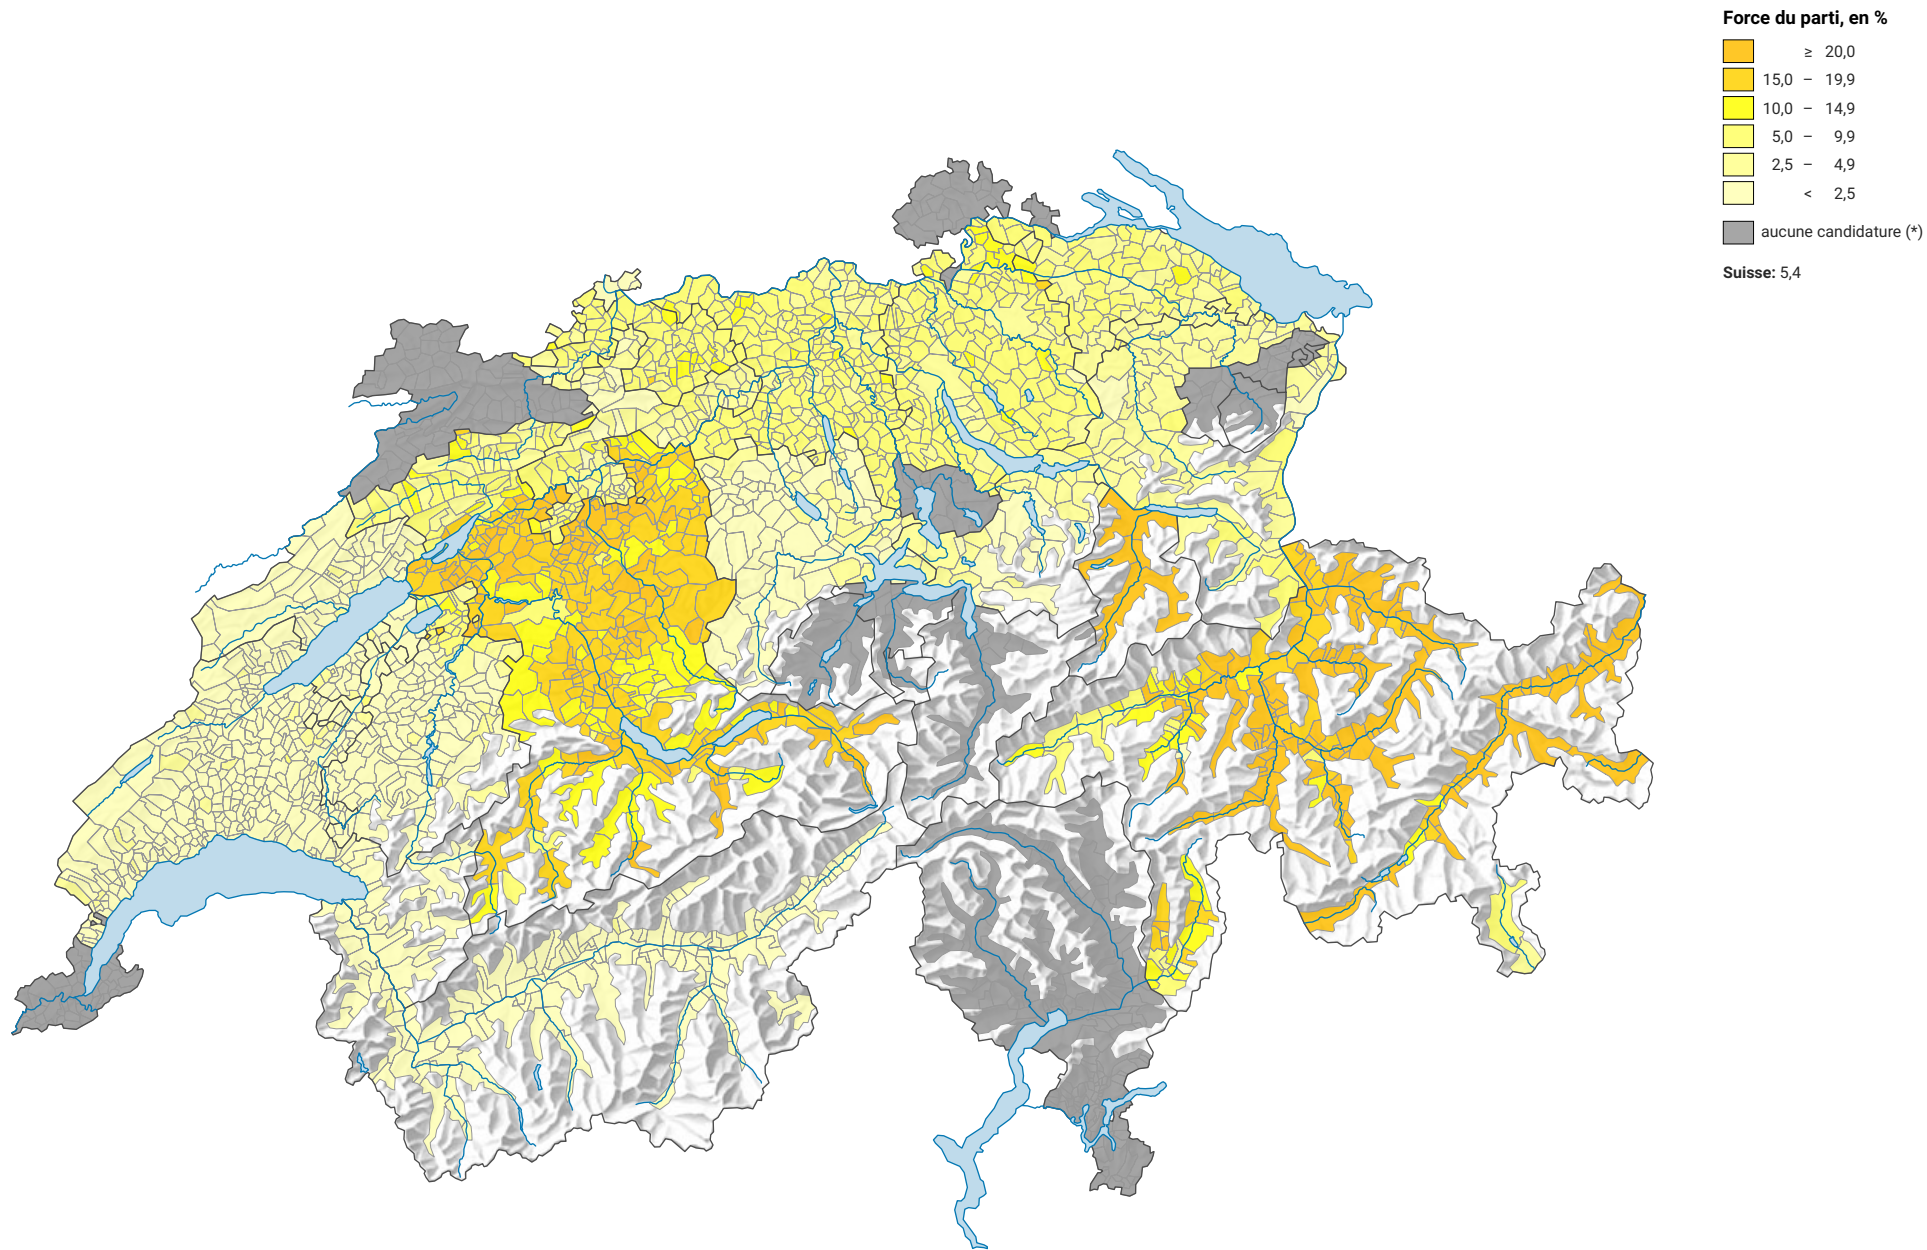 Force du parti, en %
≥ 20,0
15,0 – 19,9
10,0 – 14,9
5,0 – 9,9
2,5 – 4,9
< 2,5
aucune candidature (*)
Suisse: 5,4